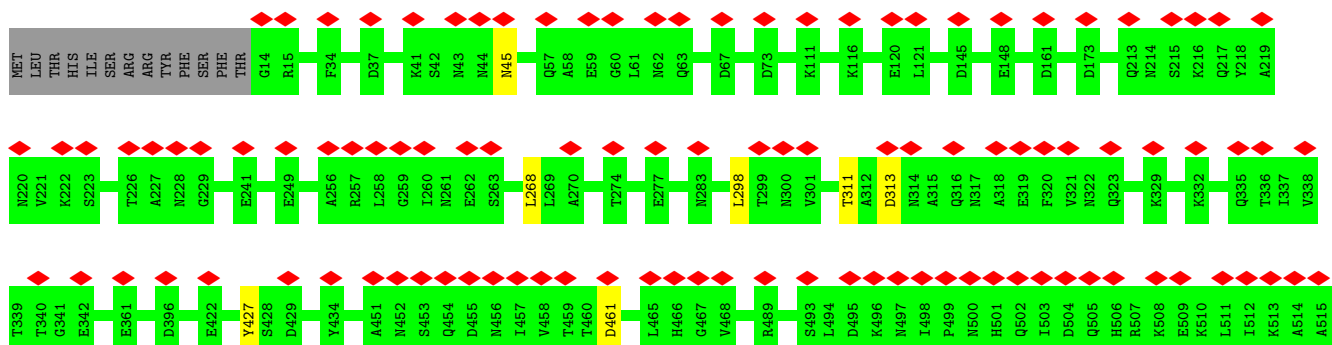 MET LEU THR HIS ILE SER ARG ARG TYR PHE SER PHE THR G14 R15 F34 D37 K41 S42 N43 N44 N45 Q57 A58 E59 G60 L61 N62 Q63 D67 D73 K111 K116 E120 L121 D145 E148 D161 D173 Q213 N214 S215 K216 Q217 Y218 A219
N220 V221 K222 S223 T226 A227 N228 G229 E241 E249 A256 R257 L258 G259 I260 N261 E262 S263 L268 L269 A270 T274 E277 N283 L298 T299 N300 V301 T311 A312 D313 N314 A315 Q316 N317 A318 E319 F320 V321 N322 Q323 K329 K332 Q335 T336 I337 V338
T339 T340 G341 E342 E361 D396 E422 Y427 S428 D429 Y434 A451 N452 S453 Q454 D455 N456 I457 V458 T459 T460 D461 L465 H466 G467 V468 R489 S493 L494 D495 K496 N497 I498 P499 N500 H501 Q502 I503 D504 Q505 H506 R507 K508 E509 K510 L511 I512 K513 A514 A515